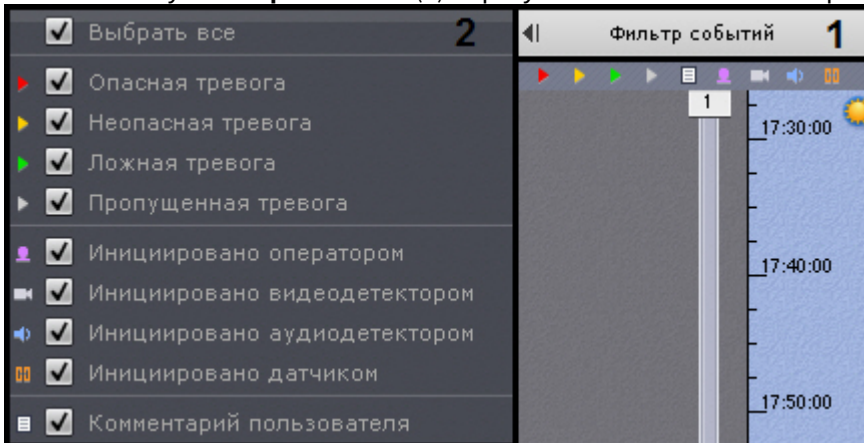 Выбрать все 2
Опасная тревога
Неопасная тревога
Ложная тревога
Пропущенная тревога
Инициировано оператором
Инициировано видеодетектором
Инициировано аудиодетектором
Инициировано датчиком
Комментарий пользователя
Фильтр событий 1
1
17:30:00
17:40:00
17:50:00